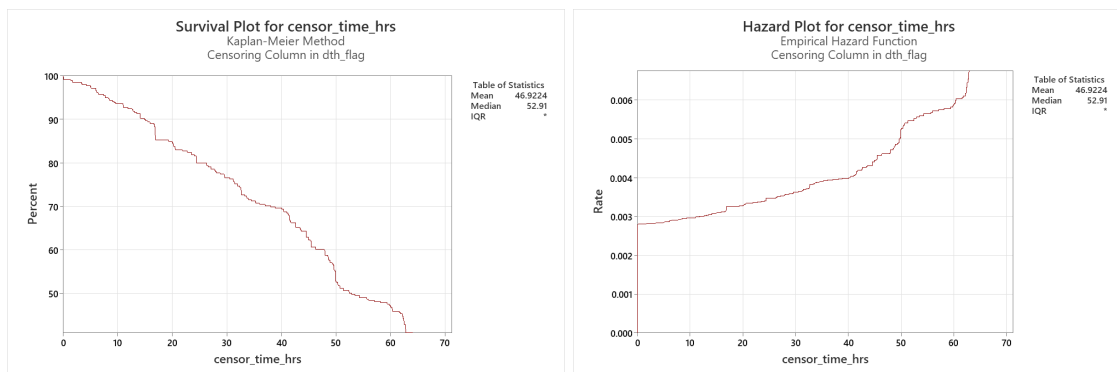 Survival Plot for censor_time_hrs
Kaplan-Meier Method
Censoring Column in dth_flag
Percent
100
90
80
70
60
50
0 10 20 30 40 50 60 70
censor_time_hrs
Table of Statistics
Mean 46.9224
Median 52.91
IQR *
Hazard Plot for censor_time_hrs
Empirical Hazard Function
Censoring Column in dth_flag
Rate
0.006
0.005
0.004
0.003
0.002
0.001
0.000
0 10 20 30 40 50 60 70
censor_time_hrs
Table of Statistics
Mean 46.9224
Median 52.91
IQR *